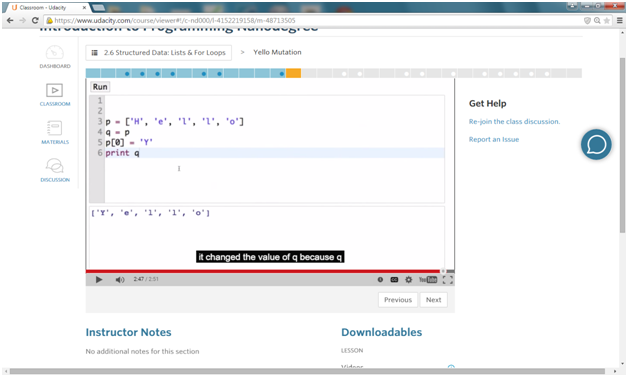 Classroom - Udacity
https://www.udacity.com/course/viewer#!/c-nd000/l-4152219158/m-48713505
Introduction to Programming Nanodegree
2.6 Structured Data: Lists & For Loops > Yello Mutation
DASHBOARD
CLASSROOM
MATERIALS
DISCUSSION
Run
1
2
3 p = ['H', 'e', 'l', 'l', 'o']
4 q = p
5 p[0] = 'Y'
6 print q
['Y', 'e', 'l', 'l', 'o']
it changed the value of q because q
2:47 / 2:51
CC
YouTube
Previous
Next
Get Help
Re-join the class discussion.
Report an Issue
Instructor Notes
No additional notes for this section
Downloadables
LESSON
Videos